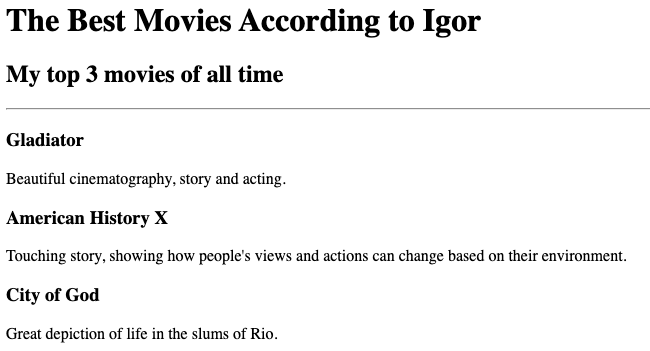 The Best Movies According to Igor
My top 3 movies of all time
Gladiator
Beautiful cinematography, story and acting.
American History X
Touching story, showing how people's views and actions can change based on their environment.
City of God
Great depiction of life in the slums of Rio.